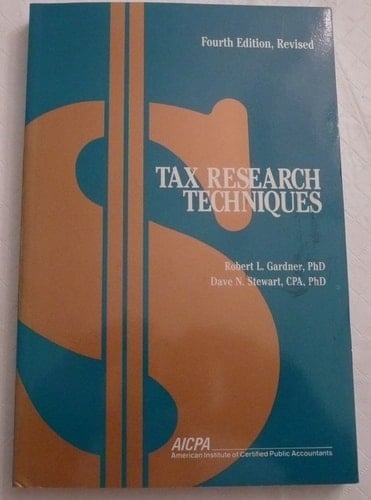 Fourth Edition, Revised
TAX RESEARCH
TECHNIQUES
Robert L. Gardner, PhD
Dave N. Stewart, CPA, PhD
AICPA
American Institute of Certified Public Accountants